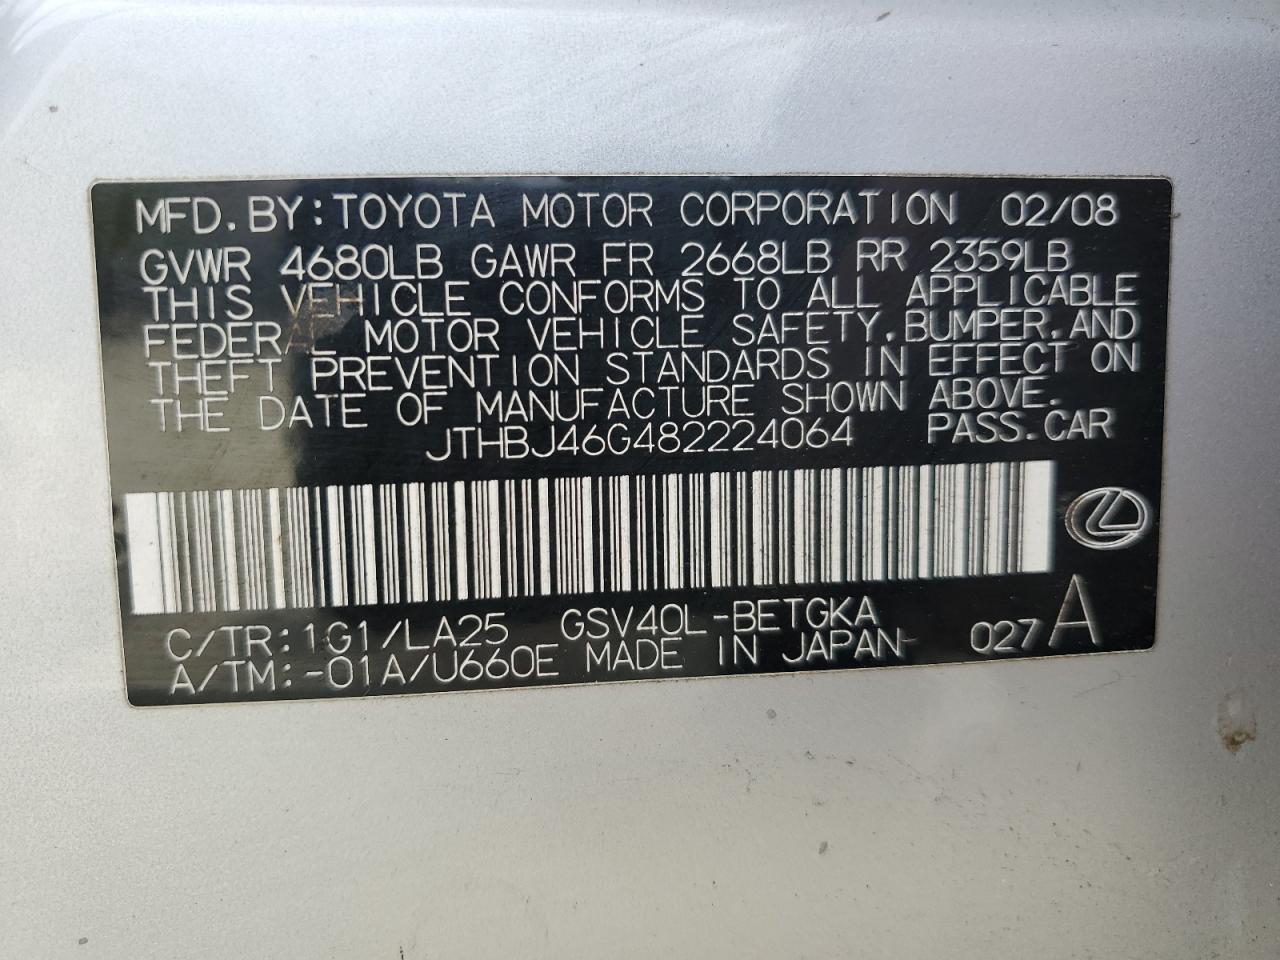 MFD. BY: TOYOTA MOTOR CORPORATION 02/08
GVWR 4680LB GAWR FR 2668LB RR 2359LB
THIS VEHICLE CONFORMS TO ALL APPLICABLE
FEDERAL MOTOR VEHICLE SAFETY, BUMPER, AND
THEFT PREVENTION STANDARDS IN EFFECT ON
THE DATE OF MANUFACTURE SHOWN ABOVE.
JTHBJ46G482224064 PASS. CAR
C/TR: 1G1/LA25 GSV40L-BETGKA
A/TM: -01A/U660E MADE IN JAPAN 027 A